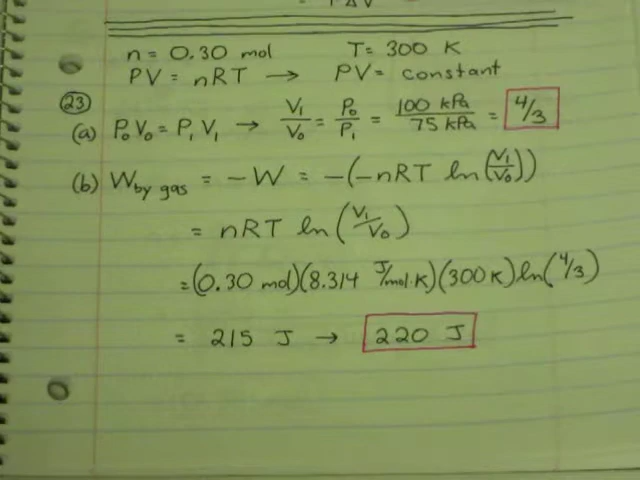 = P∆V
n = 0.30 mol T = 300 K
PV = nRT → PV = constant
23
(a) P₀V₀ = P₁V₁ → V₁/V₀ = P₀/P₁ = 100 kPa/75 kPa = 4/3
(b) W by gas = -W = -(-nRT ln(V₁/V₀))
= nRT ln(V₁/V₀)
= (0.30 mol)(8.314 J/mol·K)(300 K) ln(4/3)
= 215 J → 220 J